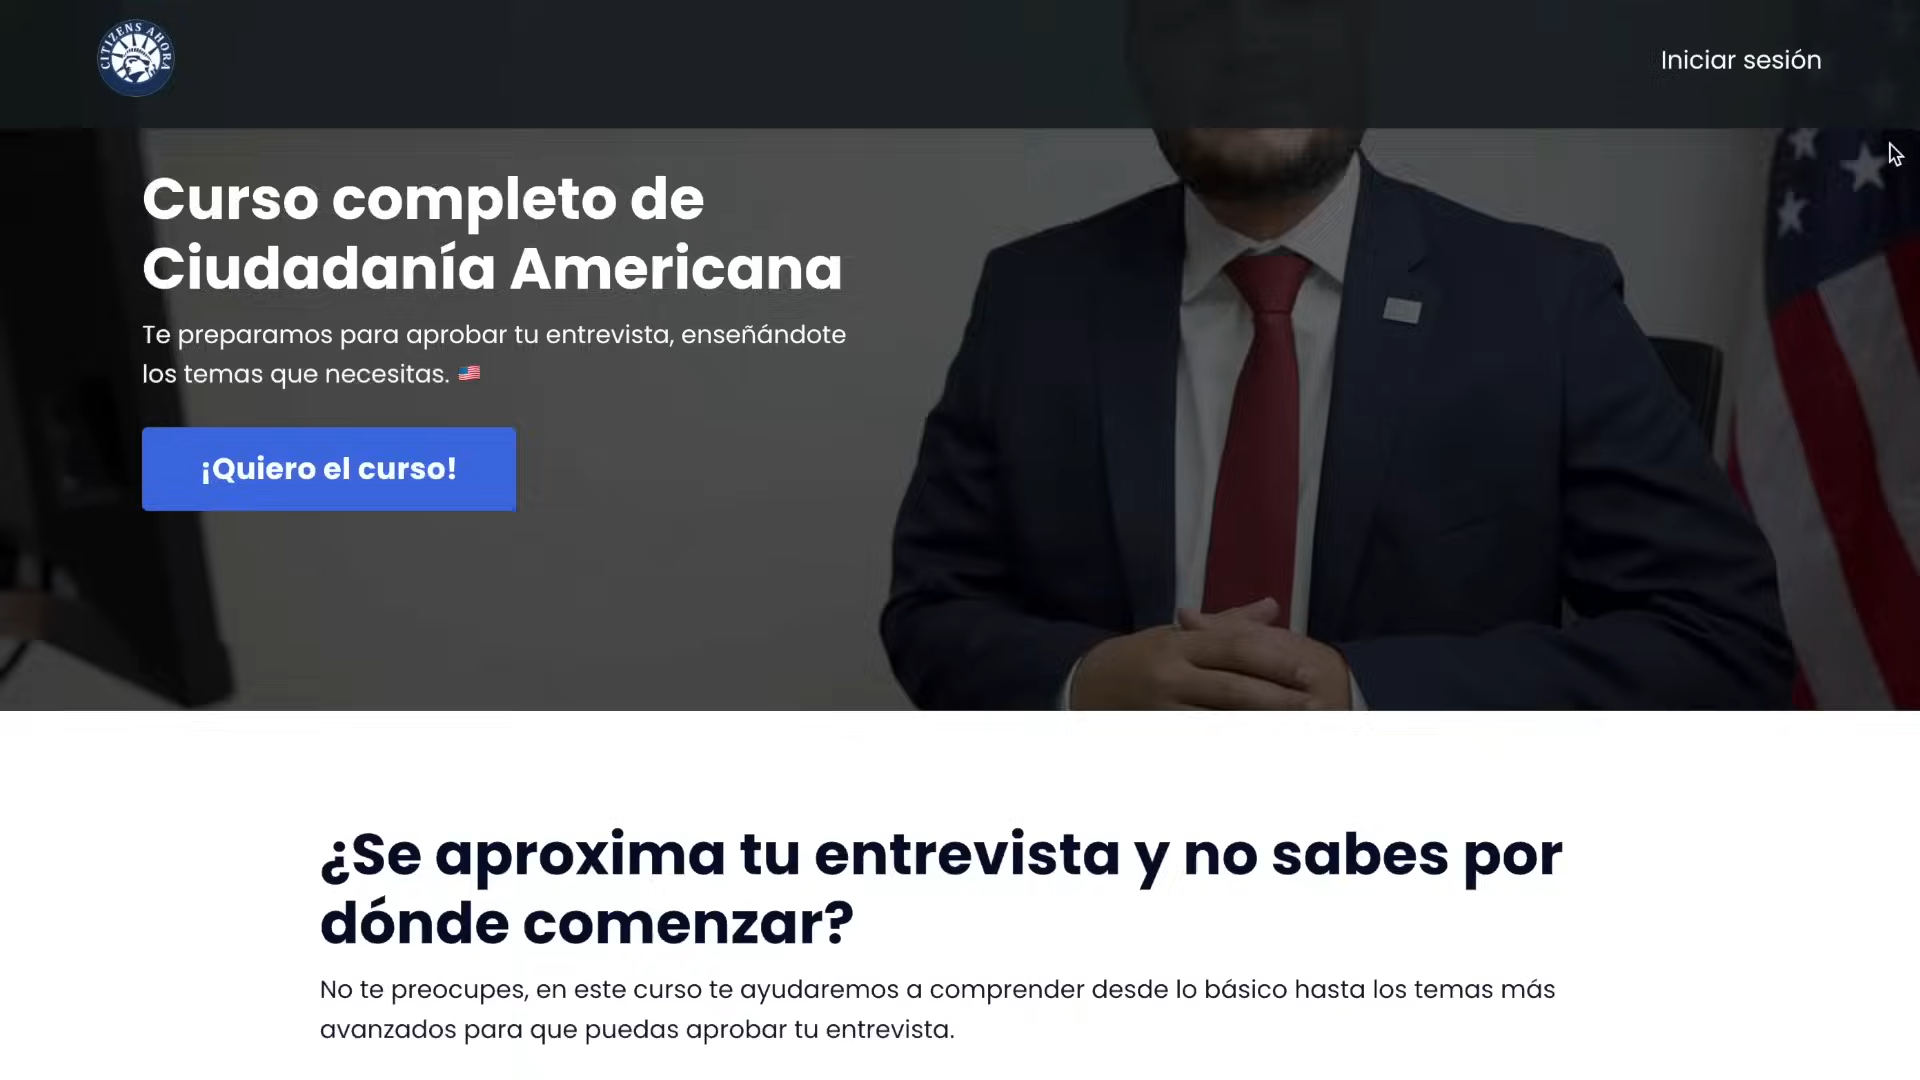 CITIZENS AHORA
Iniciar sesión
Curso completo de
Ciudadanía Americana
Te preparamos para aprobar tu entrevista, enseñándote
los temas que necesitas. 🇺🇸
¡Quiero el curso!
¿Se aproxima tu entrevista y no sabes por
dónde comenzar?
No te preocupes, en este curso te ayudaremos a comprender desde lo básico hasta los temas más
avanzados para que puedas aprobar tu entrevista.